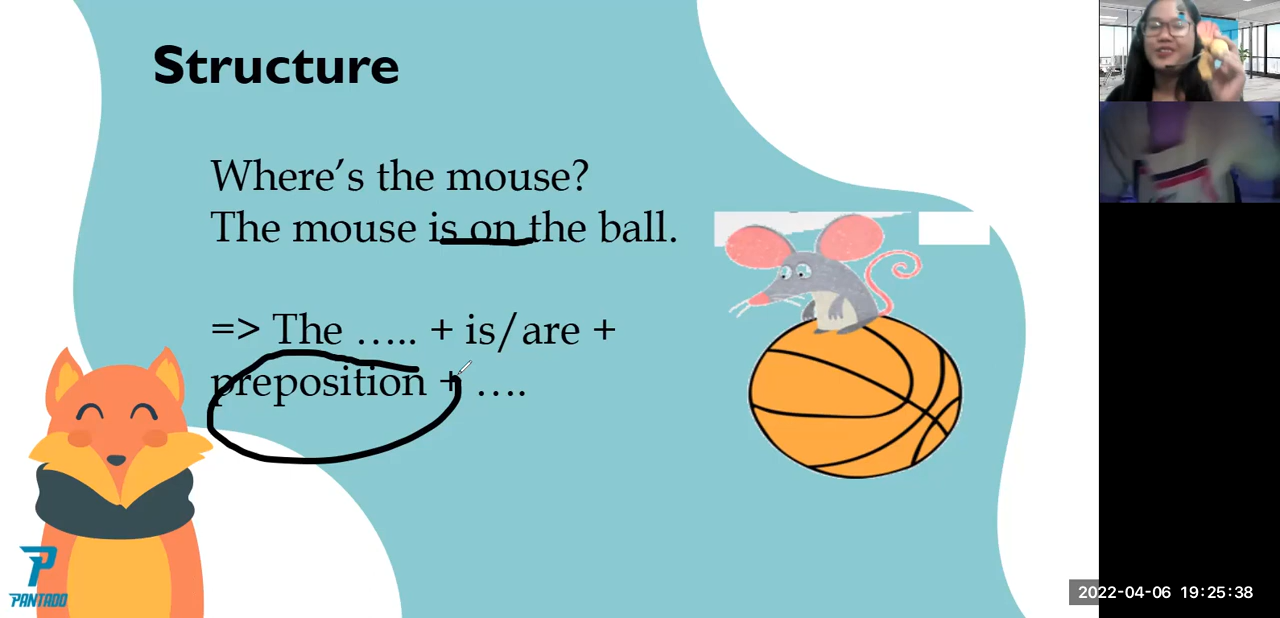 Structure
Where’s the mouse?
The mouse is on the ball.
=> The ..... + is/are +
preposition + ....
PANTADO
2022-04-06 19:25:38